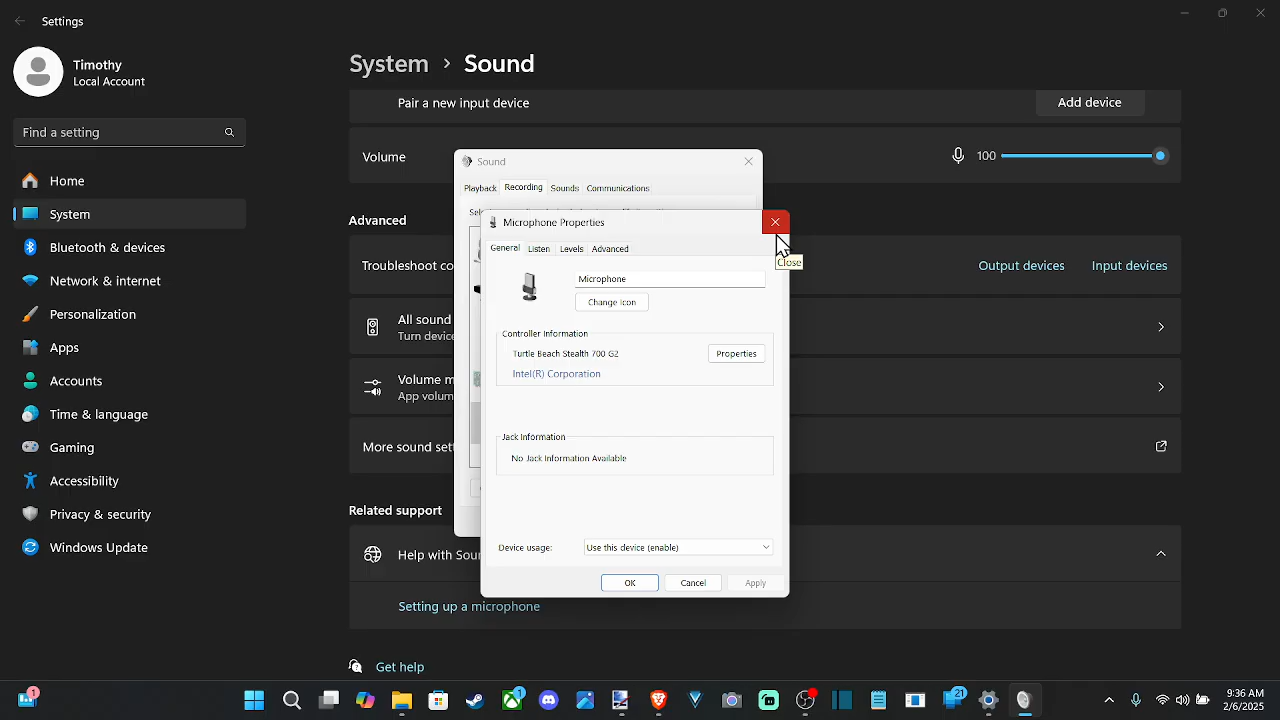 Settings
Timothy
Local Account
Find a setting
Home
System
Bluetooth & devices
Network & internet
Personalization
Apps
Accounts
Time & language
Gaming
Accessibility
Privacy & security
Windows Update
System > Sound
Pair a new input device
Add device
Volume
100
Advanced
Troubleshoot co
Output devices
Input devices
All sound
Turn device
Volume m
App volum
More sound sett
Related support
Help with Soun
Setting up a microphone
Get help
Sound
Playback
Recording
Sounds
Communications
Microphone Properties
Close
General
Listen
Levels
Advanced
Microphone
Change Icon
Controller Information
Turtle Beach Stealth 700 G2
Properties
Intel(R) Corporation
Jack Information
No Jack Information Available
Device usage:
Use this device (enable)
OK
Cancel
Apply
1
1
21
9:36 AM
2/6/2025